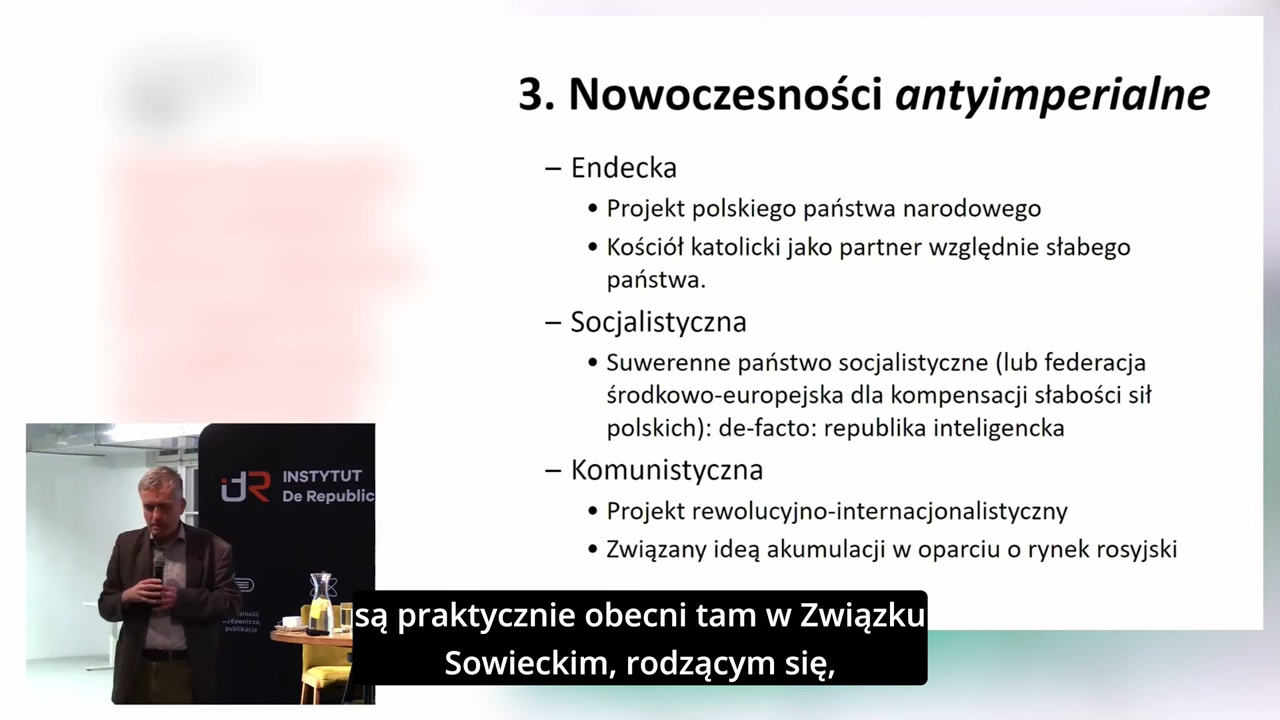 3. Nowoczesności antyimperialne
– Endecka
• Projekt polskiego państwa narodowego
• Kościół katolicki jako partner względnie słabego
państwa.
– Socjalistyczna
• Suwerenne państwo socjalistyczne (lub federacja
środkowo-europejska dla kompensacji słabości sił
polskich): de-facto: republika inteligencka
– Komunistyczna
• Projekt rewolucyjno-internacjonalistyczny
• Związany ideą akumulacji w oparciu o rynek rosyjski
INSTYTUT
De Republic
publikacje
są praktycznie obecni tam w Związku
Sowieckim, rodzącym się,